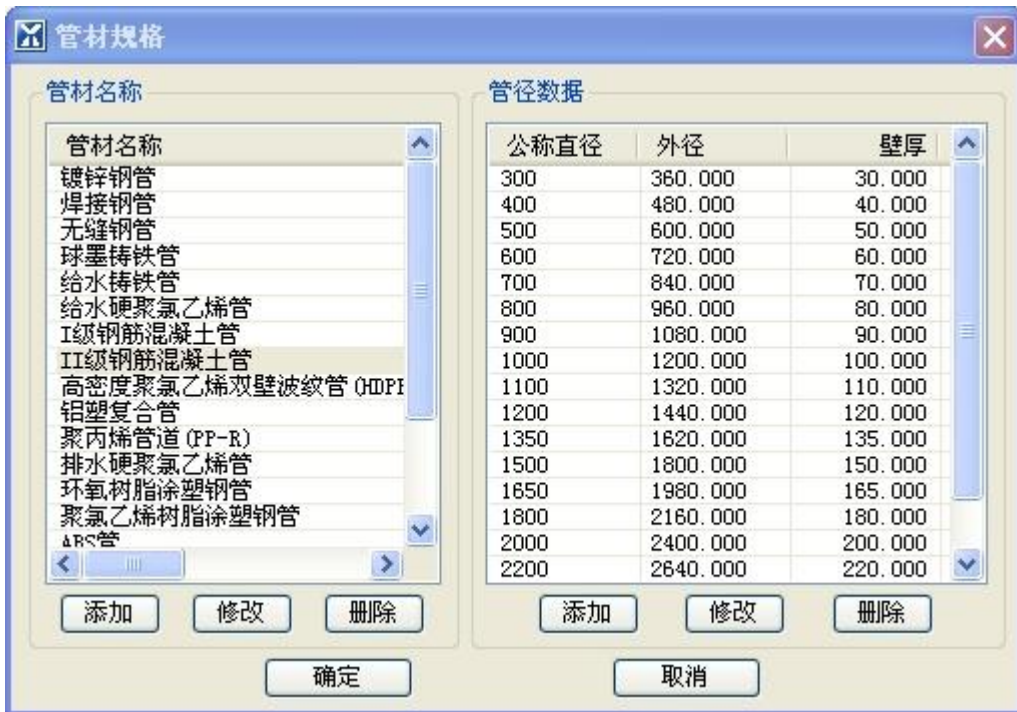 管材规格
管材名称
管材名称
镀锌钢管
焊接钢管
无缝钢管
球墨铸铁管
给水铸铁管
给水硬聚氯乙烯管
I级钢筋混凝土管
II级钢筋混凝土管
高密度聚氯乙烯双壁波纹管(HDPE
铝塑复合管
聚丙烯管道(PP-R)
排水硬聚氯乙烯管
环氧树脂涂塑钢管
聚氯乙烯树脂涂塑钢管
ABS管
添加 修改 删除
管径数据
公称直径 外径 壁厚
300 360.000 30.000
400 480.000 40.000
500 600.000 50.000
600 720.000 60.000
700 840.000 70.000
800 960.000 80.000
900 1080.000 90.000
1000 1200.000 100.000
1100 1320.000 110.000
1200 1440.000 120.000
1350 1620.000 135.000
1500 1800.000 150.000
1650 1980.000 165.000
1800 2160.000 180.000
2000 2400.000 200.000
2200 2640.000 220.000
添加 修改 删除
确定 取消